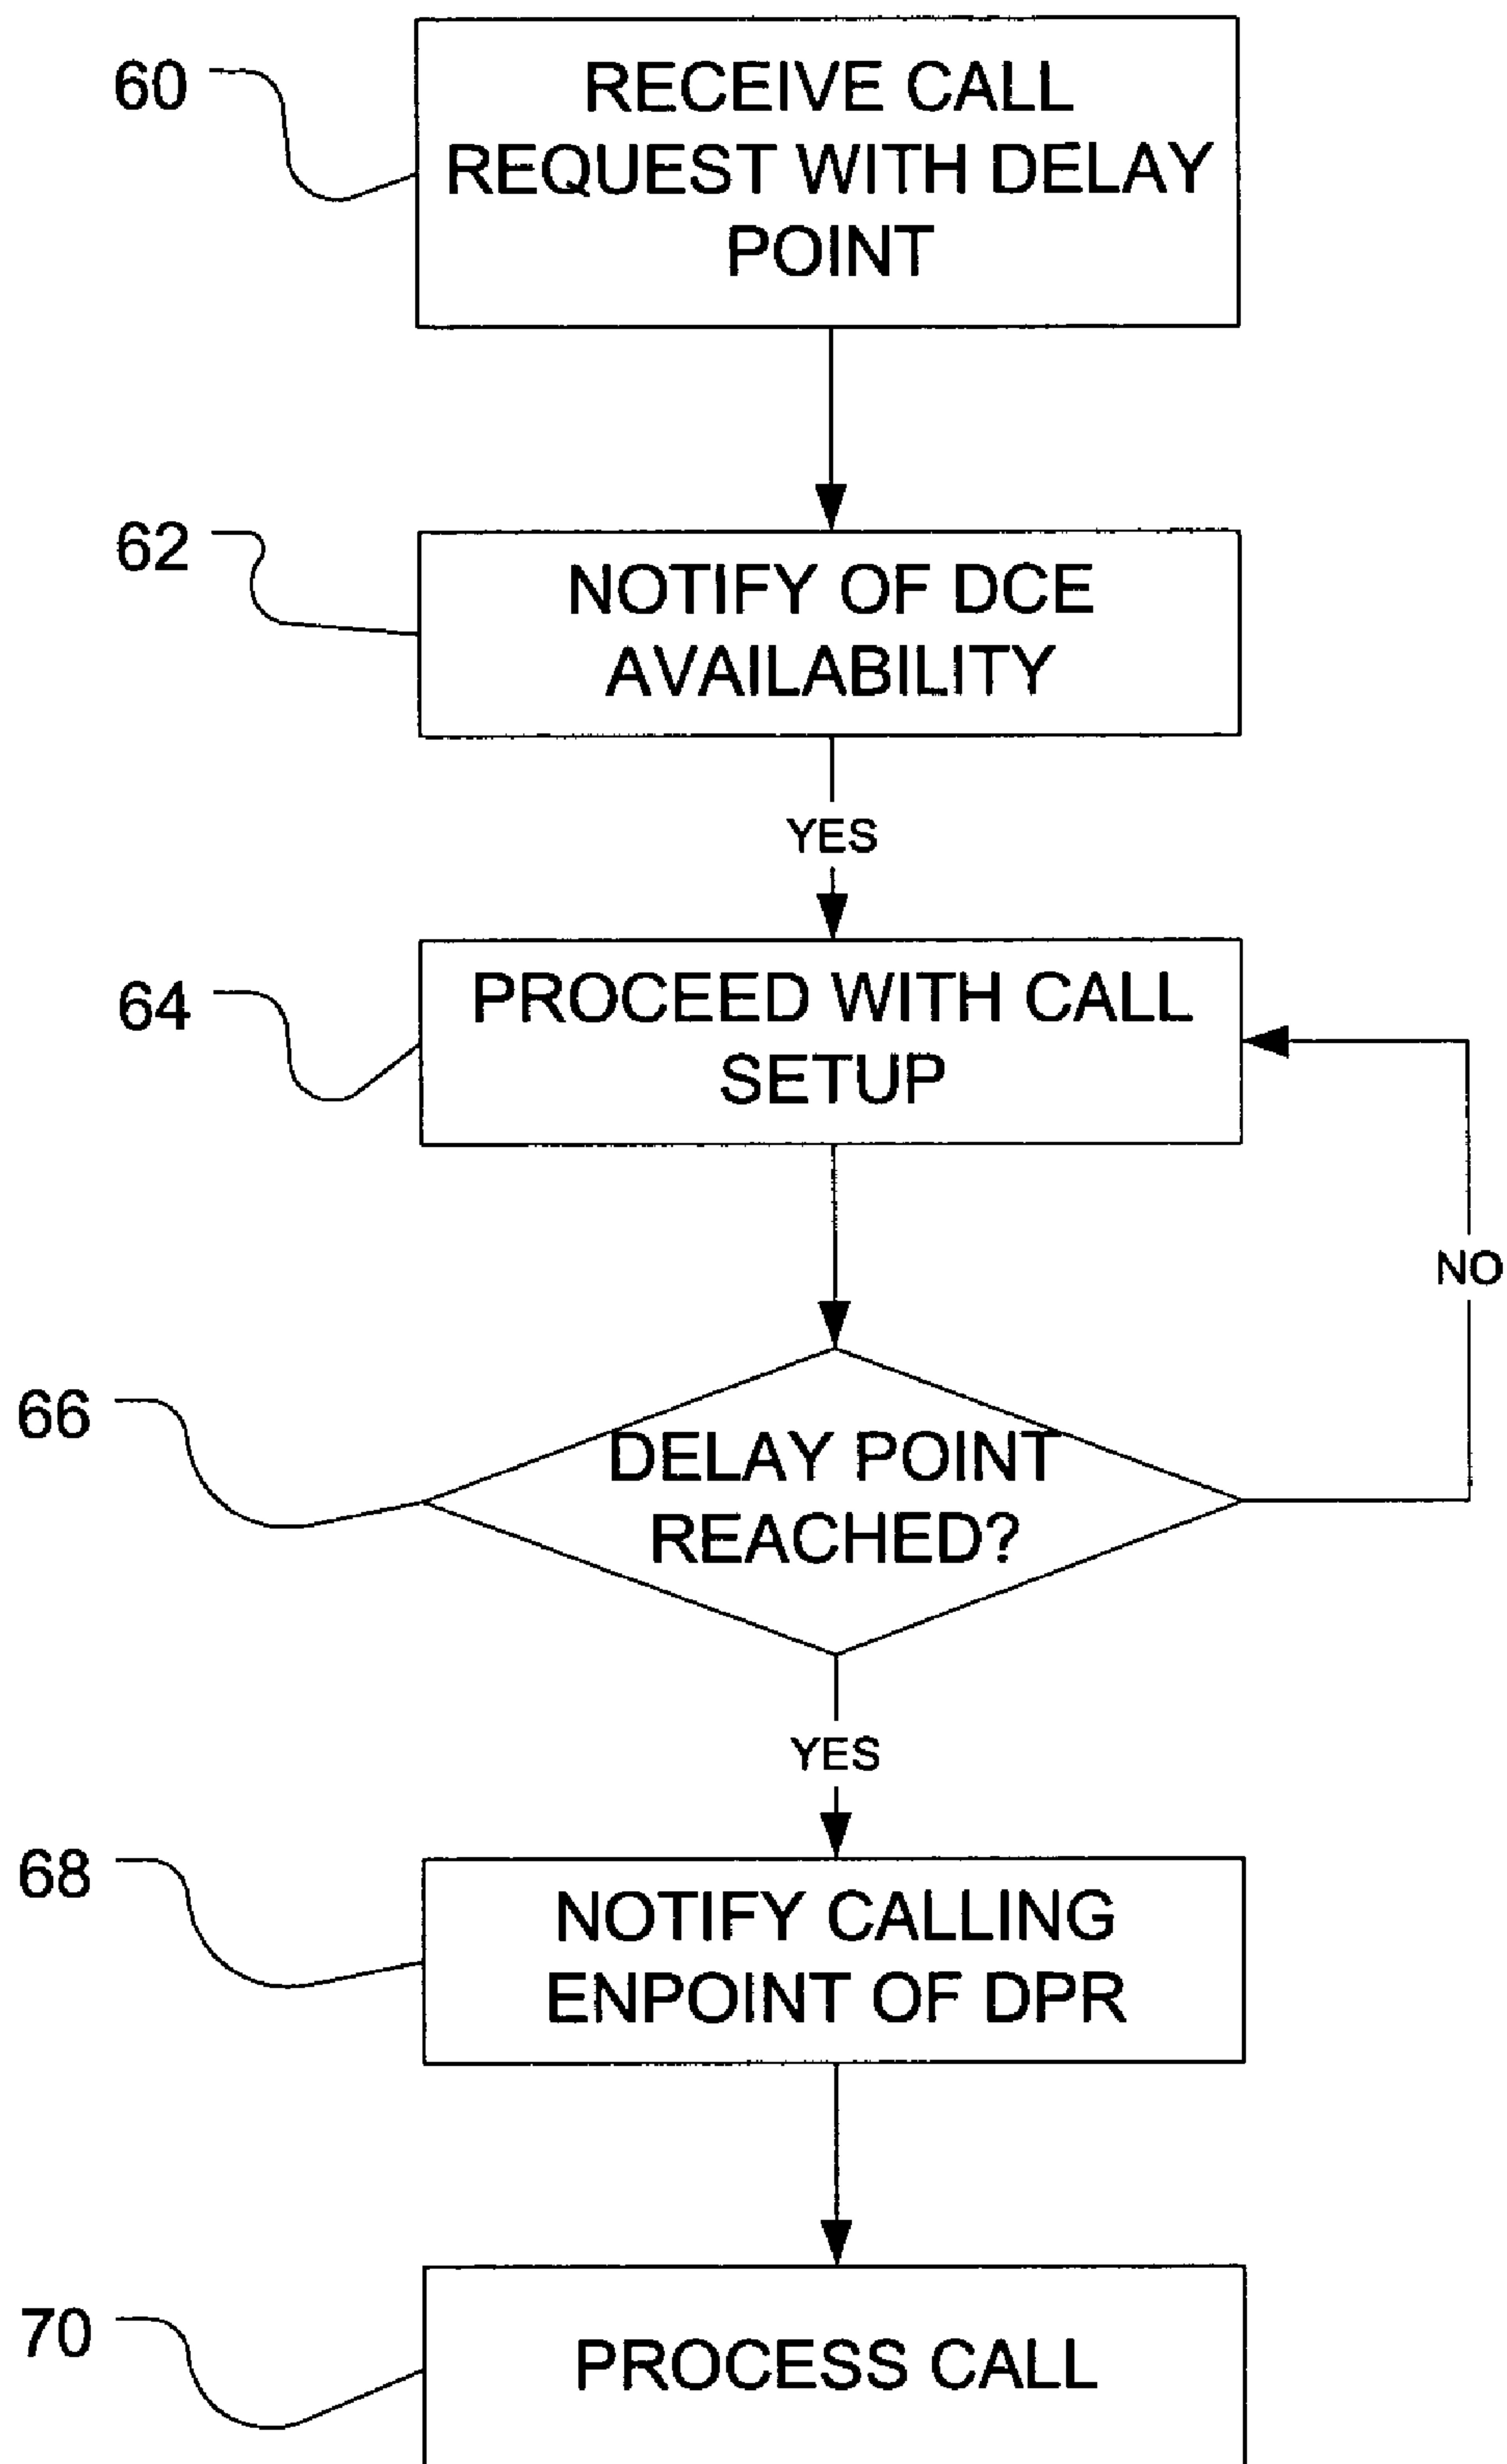 60
RECEIVE CALL
REQUEST WITH DELAY
POINT
62
NOTIFY OF DCE
AVAILABILITY
YES
64
PROCEED WITH CALL
SETUP
NO
66
DELAY POINT
REACHED?
YES
68
NOTIFY CALLING
ENPOINT OF DPR
70
PROCESS CALL